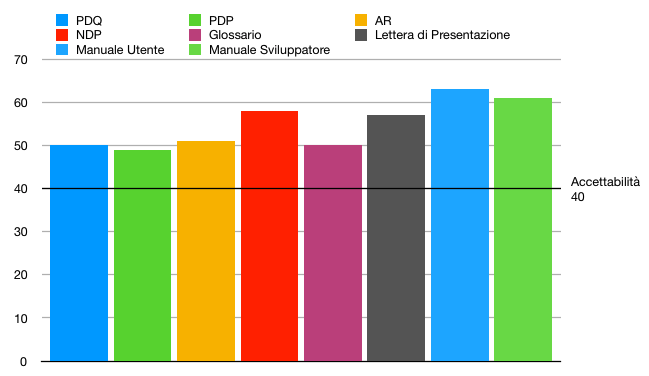 PDQ PDP AR
NDP Glossario Lettera di Presentazione
Manuale Utente Manuale Sviluppatore
70
60
50
40
30
20
10
0
Accettabilità
40